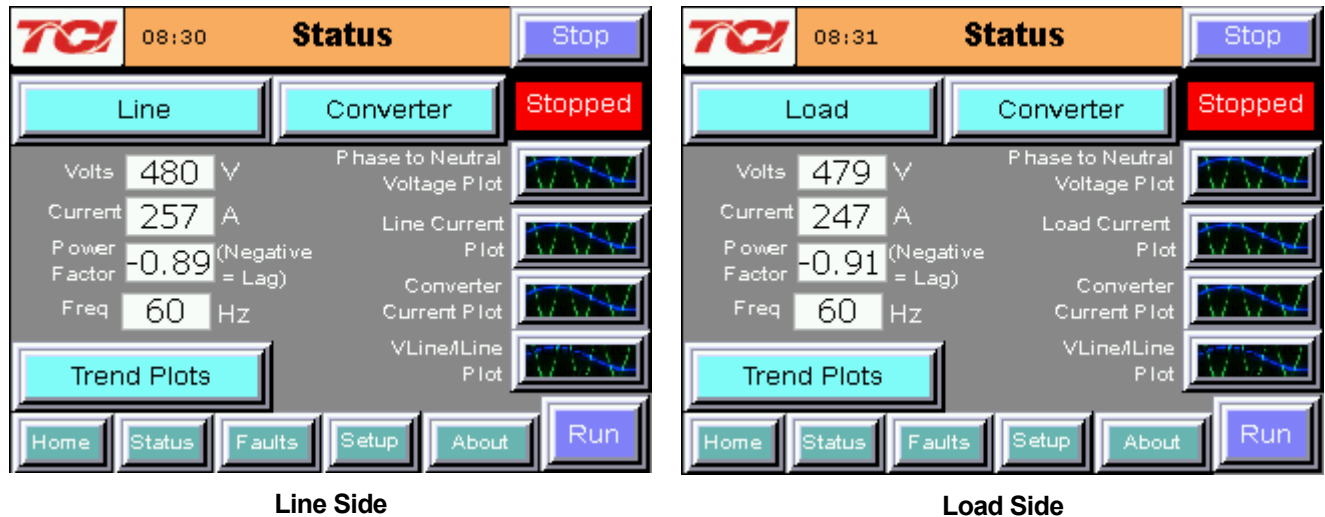 TCI 08:30 Status Stop
Line Converter Stopped
Volts 480 V
Current 257 A
Power Factor -0.89 (Negative = Lag)
Freq 60 Hz
Phase to Neutral
Voltage Plot
Line Current
Plot
Converter
Current Plot
VLine/ILine
Plot
Trend Plots
Home Status Faults Setup About Run
Line Side
TCI 08:31 Status Stop
Load Converter Stopped
Volts 479 V
Current 247 A
Power Factor -0.91 (Negative = Lag)
Freq 60 Hz
Phase to Neutral
Voltage Plot
Load Current
Plot
Converter
Current Plot
VLine/ILine
Plot
Trend Plots
Home Status Faults Setup About Run
Load Side